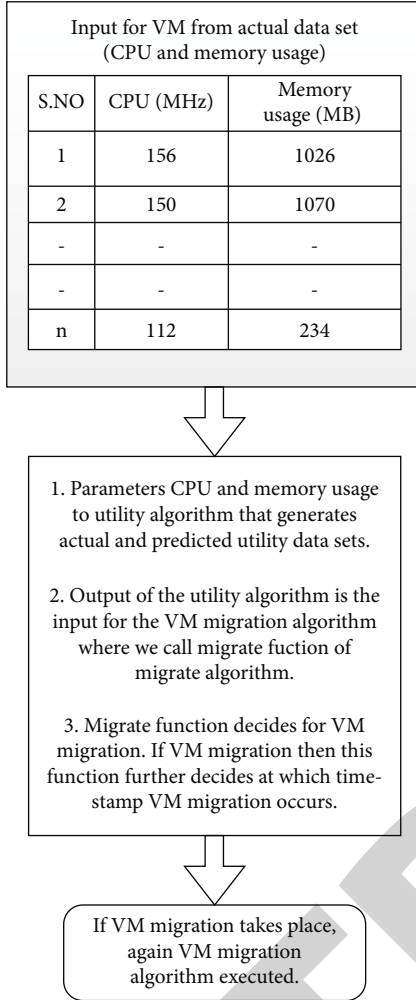 Input for VM from actual data set
(CPU and memory usage)
S.NO CPU (MHz) Memory
usage (MB)
1 156 1026
2 150 1070
- - -
- - -
n 112 234
1. Parameters CPU and memory usage
to utility algorithm that generates
actual and predicted utility data sets.
2. Output of the utility algorithm is the
input for the VM migration algorithm
where we call migrate fuction of
migrate algorithm.
3. Migrate function decides for VM
migration. If VM migration then this
function further decides at which time-
stamp VM migration occurs.
If VM migration takes place,
again VM migration
algorithm executed.